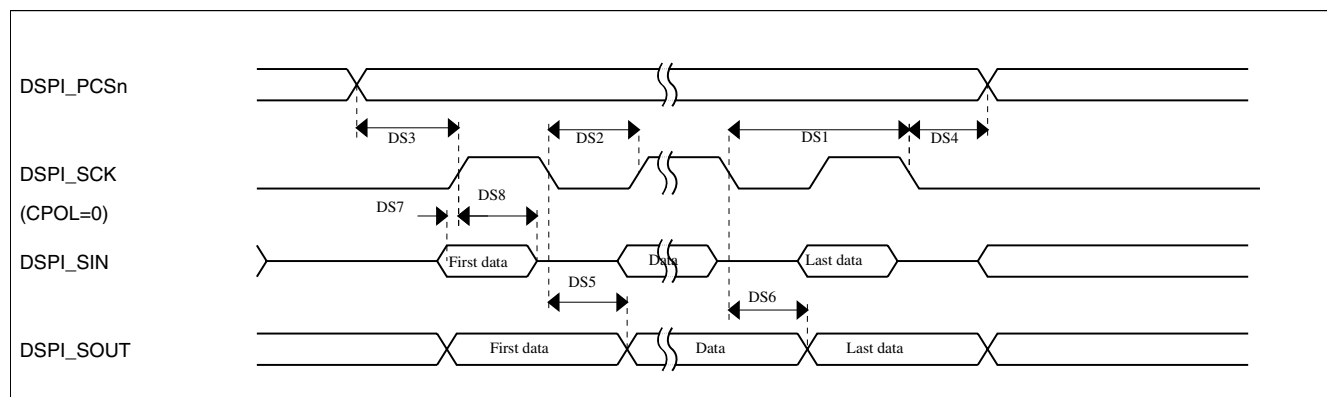 DSPI_PCSn
DS3
DS2
DS1
DS4
DSPI_SCK
(CPOL=0)
DS7
DS8
DSPI_SIN
First data
Data
Last data
DS5
DS6
DSPI_SOUT
First data
Data
Last data